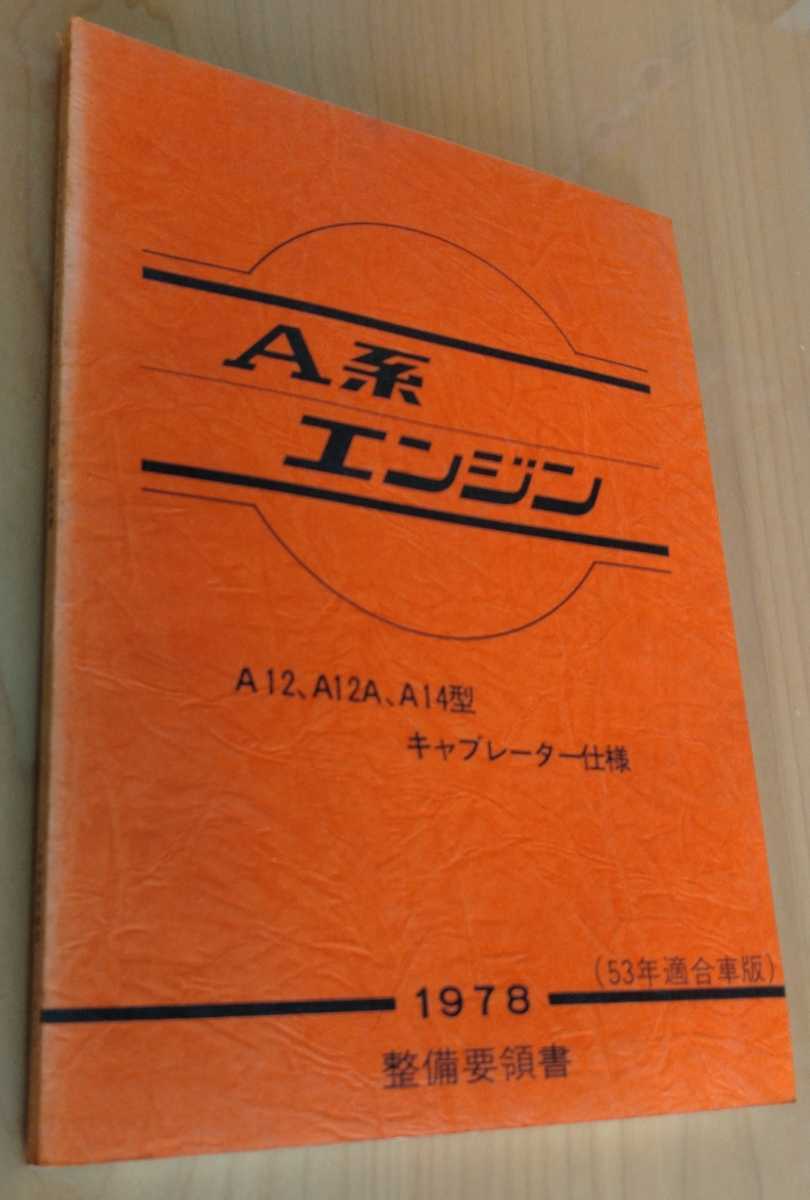 A系
エンジン
A12、A12A、A14型
キャブレーター仕様
(53年適合車版)
1978
整備要領書